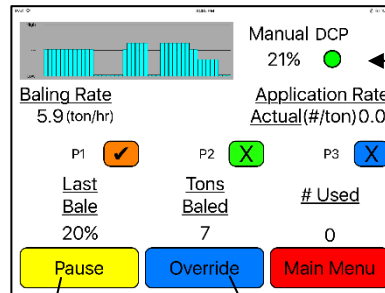 Manual DCP
21%
Baling Rate
5.9 (ton/hr)
Application Rate
Actual(#/ton)0.0
P1 ✔ P2 X P3 X
Last Bale
Tons Baled
# Used
20% 7 0
Pause Override Main Menu